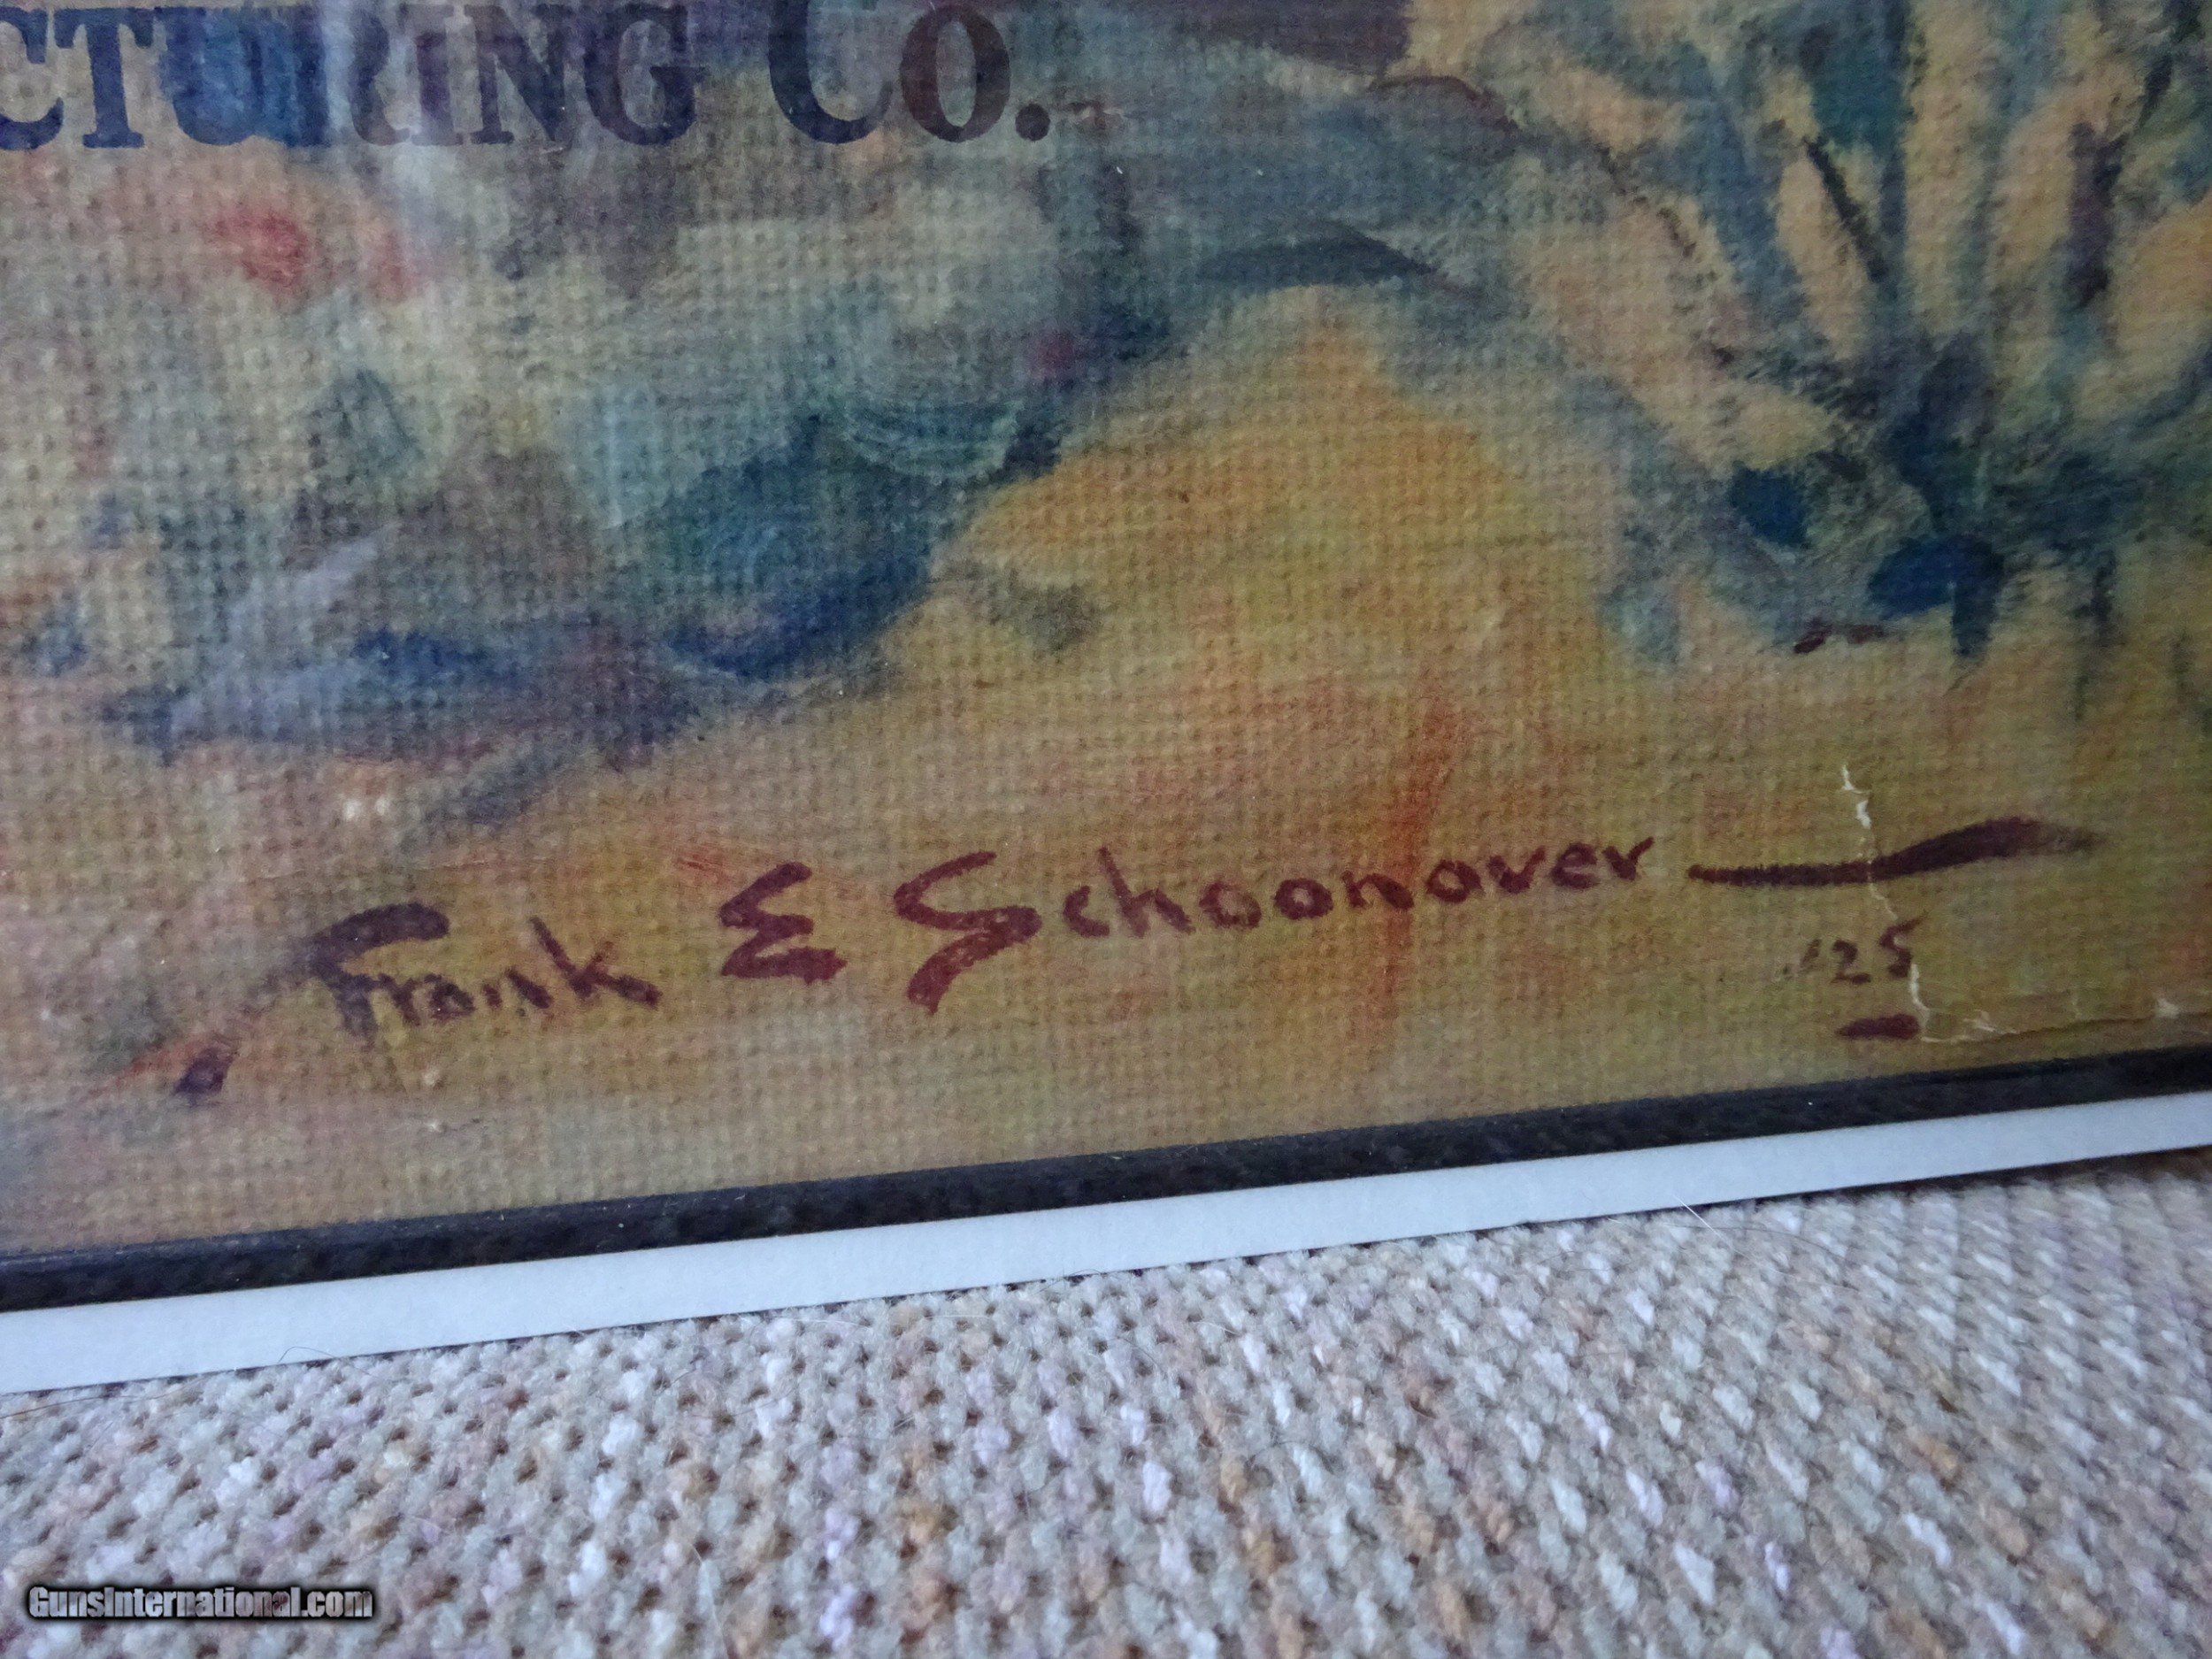 CTURING CO.
Frank E Schoonover
'25
GunsInternational.com